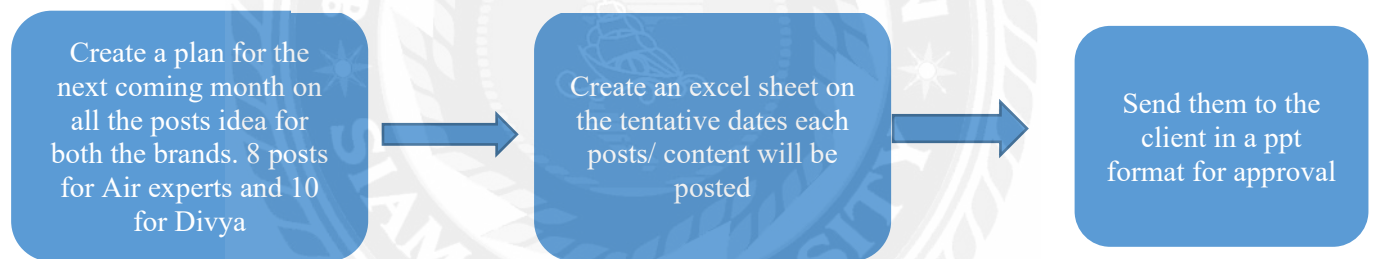 Create a plan for the
next coming month on
all the posts idea for
both the brands. 8 posts
for Air experts and 10
for Divya
Create an excel sheet on
the tentative dates each
posts/ content will be
posted
Send them to the
client in a ppt
format for approval